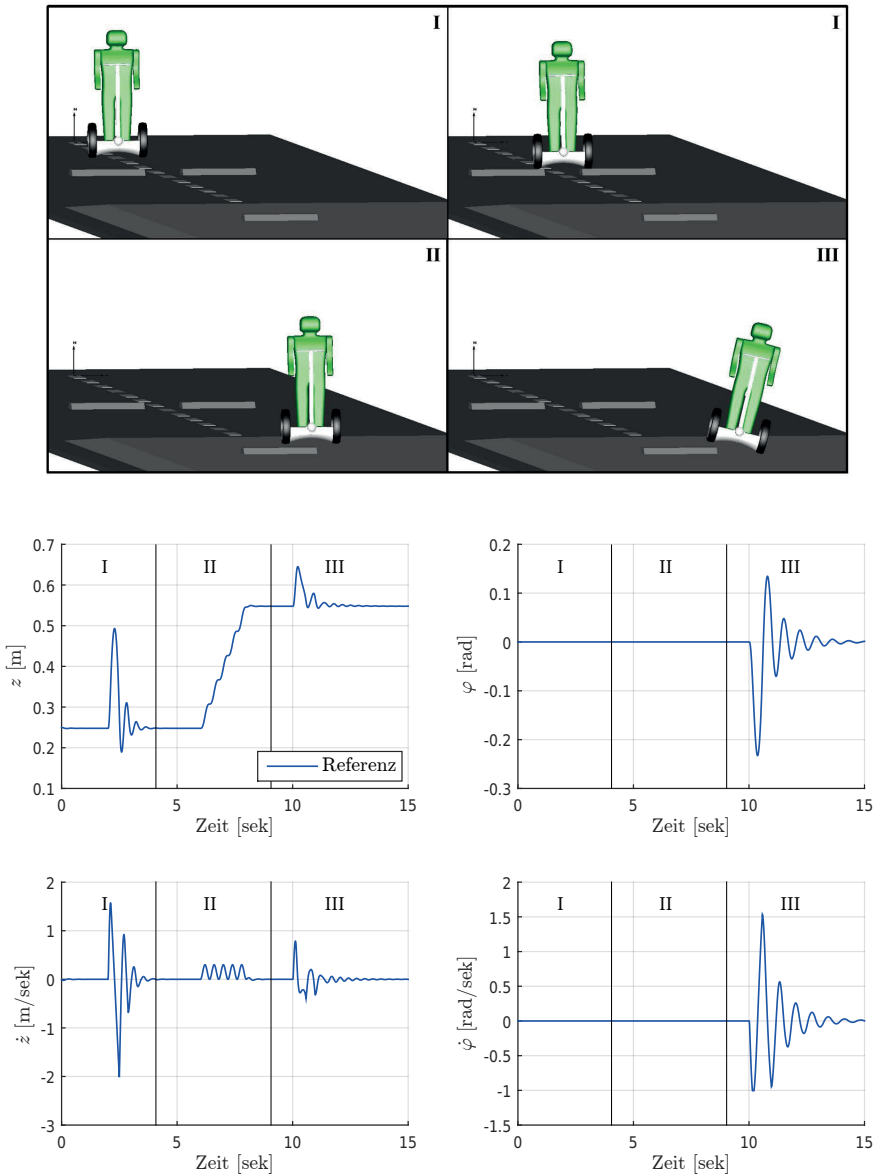 I
I
II
III
0.7
0.6
0.5
0.4
0.3
0.2
0.1
z [m]
I
II
III
Referenz
0
5
10
15
Zeit [sek]
0.2
0.1
0
-0.1
-0.2
-0.3
φ [rad]
I
II
III
0
5
10
15
Zeit [sek]
2
1
0
-1
-2
-3
ż [m/sek]
I
II
III
0
5
10
15
Zeit [sek]
2
1.5
1
0.5
0
-0.5
-1
-1.5
φ̇ [rad/sek]
I
II
III
0
5
10
15
Zeit [sek]